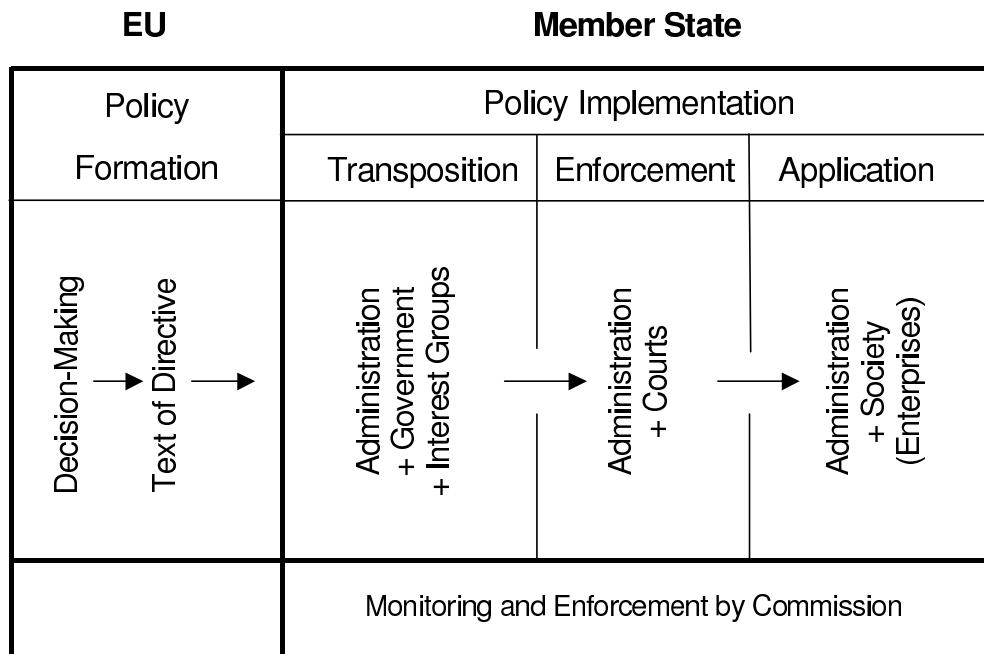 EU
Member State
Policy
Formation
Policy Implementation
Transposition
Enforcement
Application
Decision-Making
Text of Directive
Administration
+ Government
+ Interest Groups
Administration
+ Courts
Administration
+ Society
(Enterprises)
Monitoring and Enforcement by Commission